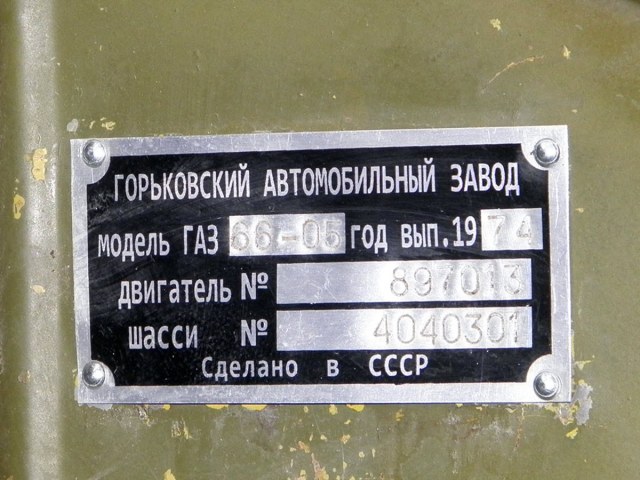 ГОРЬКОВСКИЙ АВТОМОБИЛЬНЫЙ ЗАВОД
МОДЕЛЬ ГАЗ 66-05 ГОД ВЫП. 1974
ДВИГАТЕЛЬ № 897013
ШАССИ № 4040301
Сделано в СССР